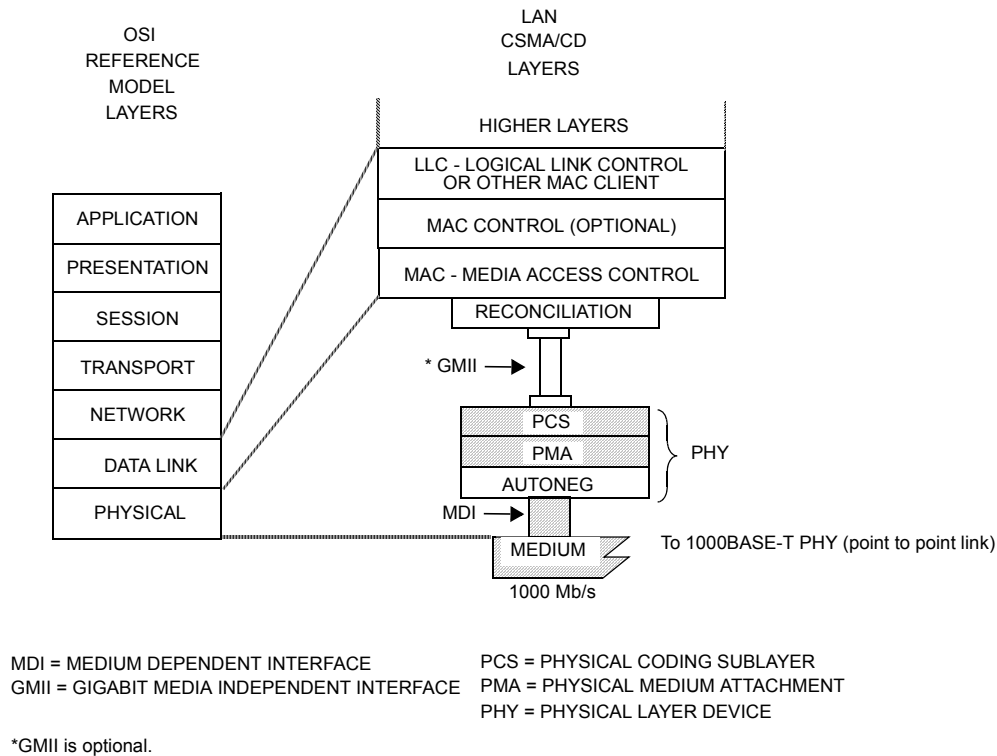 OSI
REFERENCE
MODEL
LAYERS
LAN
CSMA/CD
LAYERS
HIGHER LAYERS
LLC - LOGICAL LINK CONTROL
OR OTHER MAC CLIENT
MAC CONTROL (OPTIONAL)
MAC - MEDIA ACCESS CONTROL
RECONCILIATION
APPLICATION
PRESENTATION
SESSION
TRANSPORT
NETWORK
DATA LINK
PHYSICAL
* GMII
PCS
PMA
AUTONEG
PHY
MDI
MEDIUM
To 1000BASE-T PHY (point to point link)
1000 Mb/s
MDI = MEDIUM DEPENDENT INTERFACE
GMII = GIGABIT MEDIA INDEPENDENT INTERFACE
PCS = PHYSICAL CODING SUBLAYER
PMA = PHYSICAL MEDIUM ATTACHMENT
PHY = PHYSICAL LAYER DEVICE
*GMII is optional.